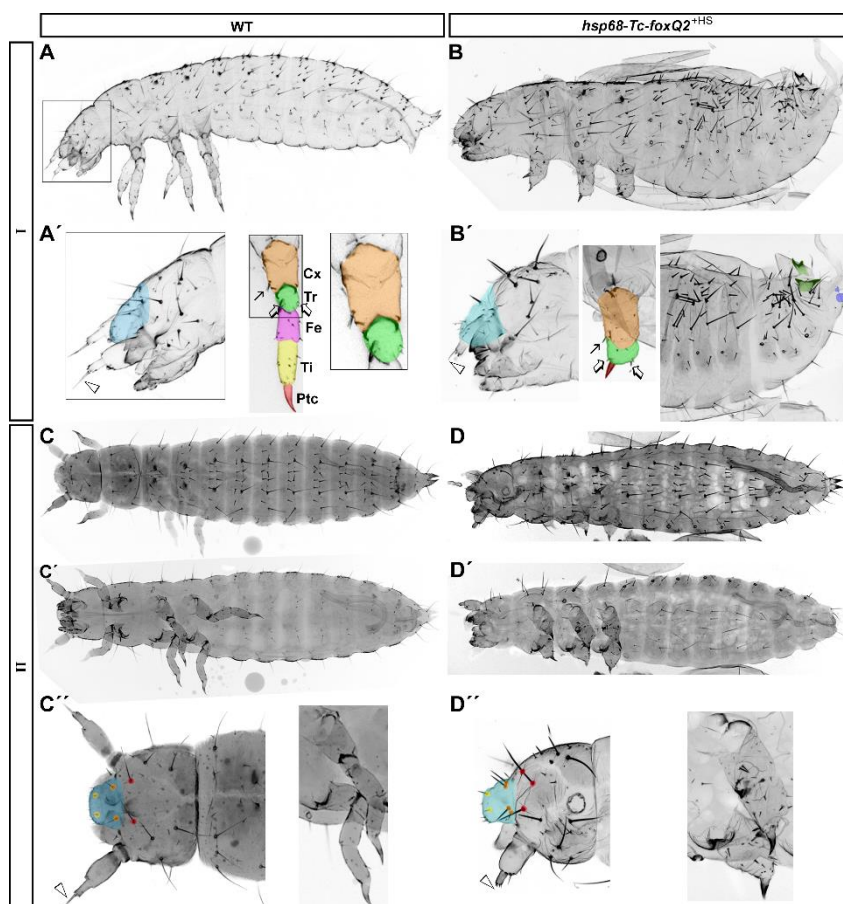 WT
hsp68-Tc-foxQ2+HS
I
A
B
A´
Cx
Tr
Fe
Ti
Ptc
B´
II
C
D
C´
D´
C´´
D´´